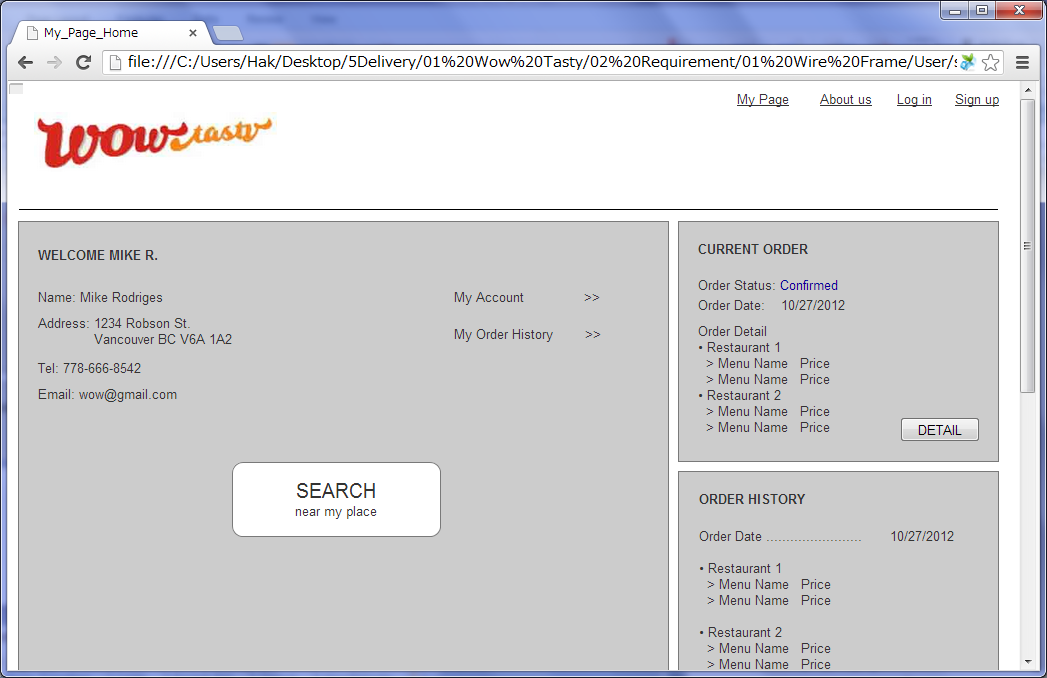 My_Page_Home
file:///C:/Users/Hak/Desktop/5Delivery/01%20Wow%20Tasty/02%20Requirement/01%20Wire%20Frame/User/s
My Page About us Log in Sign up
wow tasty
WELCOME MIKE R.
Name: Mike Rodriges
Address: 1234 Robson St.
Vancouver BC V6A 1A2
Tel: 778-666-8542
Email: wow@gmail.com
My Account >>
My Order History >>
SEARCH
near my place
CURRENT ORDER
Order Status: Confirmed
Order Date: 10/27/2012
Order Detail
• Restaurant 1
> Menu Name Price
> Menu Name Price
• Restaurant 2
> Menu Name Price
> Menu Name Price
DETAIL
ORDER HISTORY
Order Date ........................ 10/27/2012
• Restaurant 1
> Menu Name Price
> Menu Name Price
• Restaurant 2
> Menu Name Price
> Menu Name Price